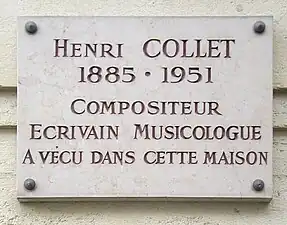 HENRI COLLET
1885 • 1951
COMPOSITEUR
ECRIVAIN MUSICOLOGUE
A VÉCU DANS CETTE MAISON